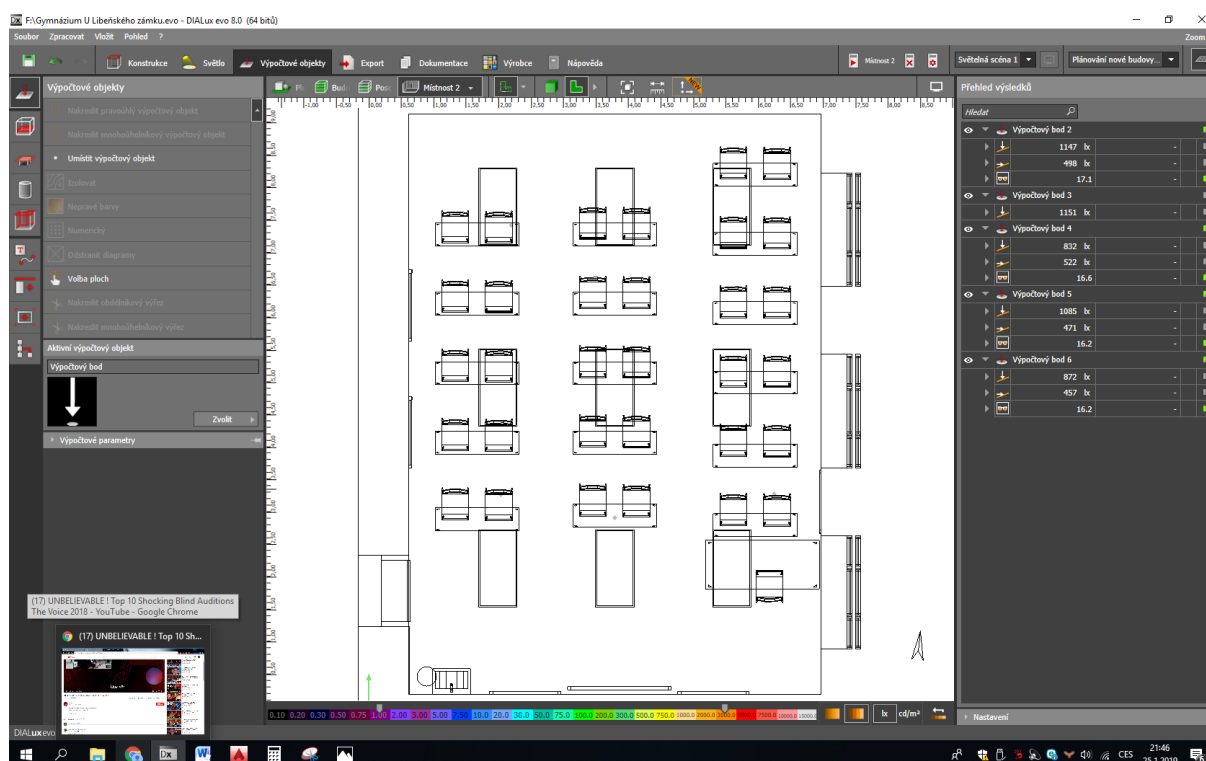 F:\Gymnázium U Libeňského zámku.evo - DIALux evo 8.0 (64 bitů)
Soubor Zpracovat Vložit Pohled ?
Zoom
Konstrukce Světlo Výpočtové objekty Export Dokumentace Výrobce Nápověda
Místnost 2
Světelná scéna 1
Plánování nové budovy...
Výpočtové objekty
Místnost 2
Přehled výsledků
Nakreslit pravoúhlý výpočtový objekt
Nakreslit mnohoúhelníkový výpočtový objekt
Umístit výpočtový objekt
Izolovat
Nepravé barvy
Numerický
Odstranit diagramy
Volba ploch
Nakreslit obdélníkový výřez
Nakreslit mnohoúhelníkový výřez
Aktivní výpočtový objekt
Výpočtový bod
Zvolit
Výpočtové parametry
Hledat
Výpočtový bod 2
1147 lx -
498 lx -
17.1 -
Výpočtový bod 3
1151 lx -
Výpočtový bod 4
832 lx -
522 lx -
16.6 -
Výpočtový bod 5
1085 lx -
471 lx -
16.2 -
Výpočtový bod 6
872 lx -
457 lx -
16.2 -
(17) UNBELIEVABLE ! Top 10 Shocking Blind Auditions
The Voice 2018 - YouTube - Google Chrome
(17) UNBELIEVABLE ! Top 10 Sh...
0.10 0.20 0.30 0.50 0.75 1.00 2.00 3.00 5.00 7.50 10.0 20.0 30.0 50.0 75.0 100.0 200.0 300.0 500.0 750.0 1000.0 2000.0 3000.0 5000.0 7500.0 10000.0 15000.0
lx cd/m²
Nastavení
DIALux
CES
21:46
25.1.2019